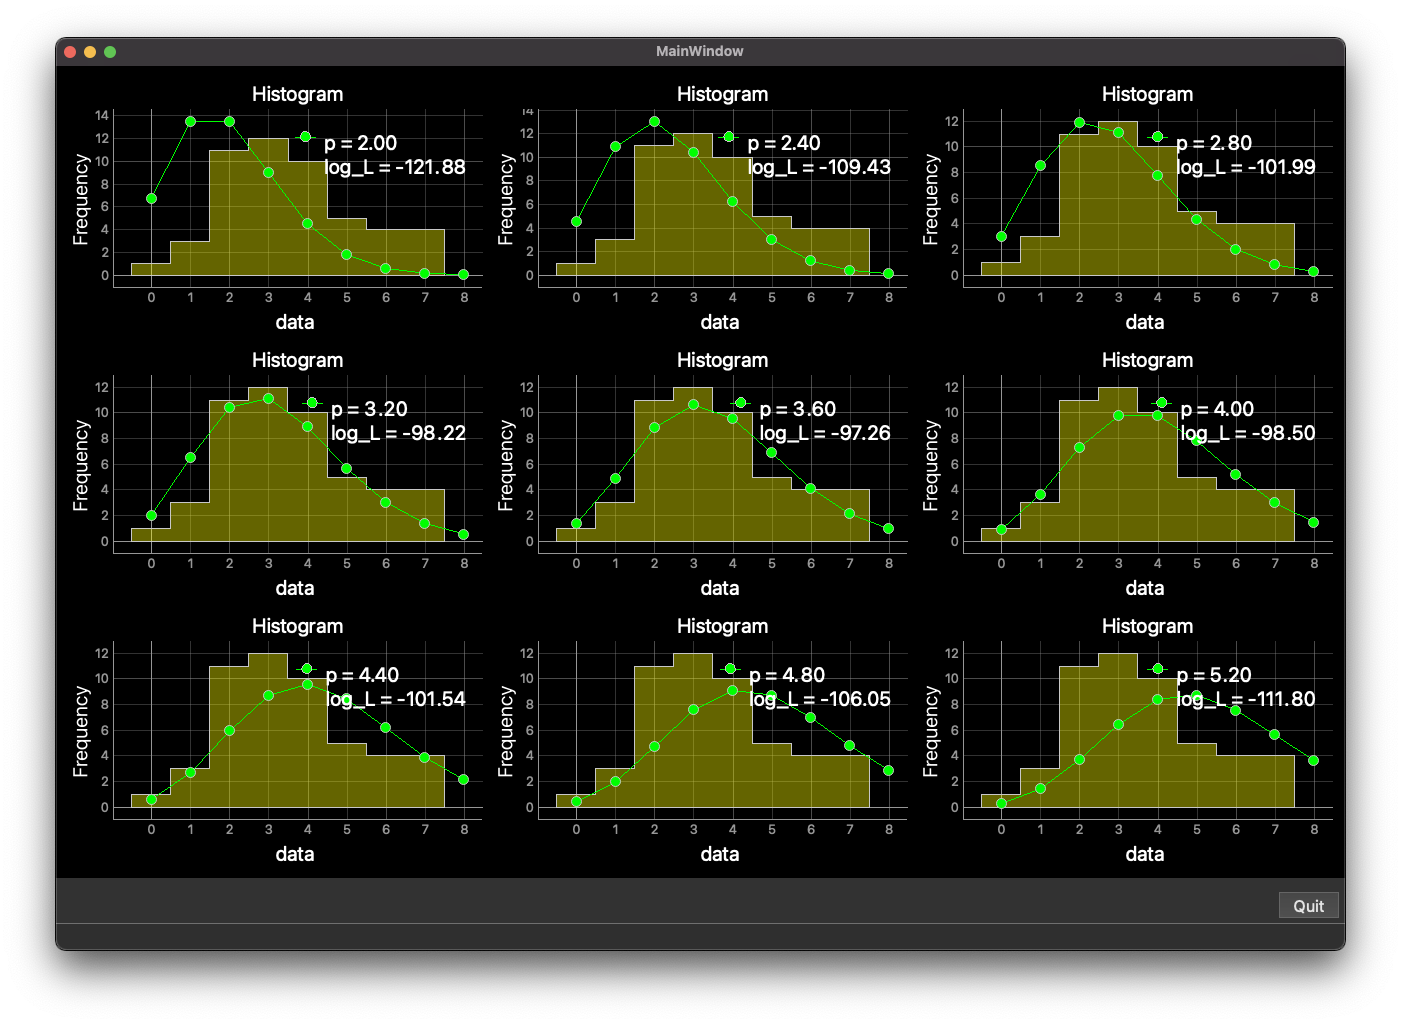 MainWindow
Histogram
14
12
10
8
6
4
2
0
Frequency
p = 2.00
log_L = -121.88
0 1 2 3 4 5 6 7 8
data
Histogram
14
12
10
8
6
4
2
0
Frequency
p = 2.40
log_L = -109.43
0 1 2 3 4 5 6 7 8
data
Histogram
12
10
8
6
4
2
0
Frequency
p = 2.80
log_L = -101.99
0 1 2 3 4 5 6 7 8
data
Histogram
12
10
8
6
4
2
0
Frequency
p = 3.20
log_L = -98.22
0 1 2 3 4 5 6 7 8
data
Histogram
12
10
8
6
4
2
0
Frequency
p = 3.60
log_L = -97.26
0 1 2 3 4 5 6 7 8
data
Histogram
12
10
8
6
4
2
0
Frequency
p = 4.00
log_L = -98.50
0 1 2 3 4 5 6 7 8
data
Histogram
12
10
8
6
4
2
0
Frequency
p = 4.40
log_L = -101.54
0 1 2 3 4 5 6 7 8
data
Histogram
12
10
8
6
4
2
0
Frequency
p = 4.80
log_L = -106.05
0 1 2 3 4 5 6 7 8
data
Histogram
12
10
8
6
4
2
0
Frequency
p = 5.20
log_L = -111.80
0 1 2 3 4 5 6 7 8
data
Quit